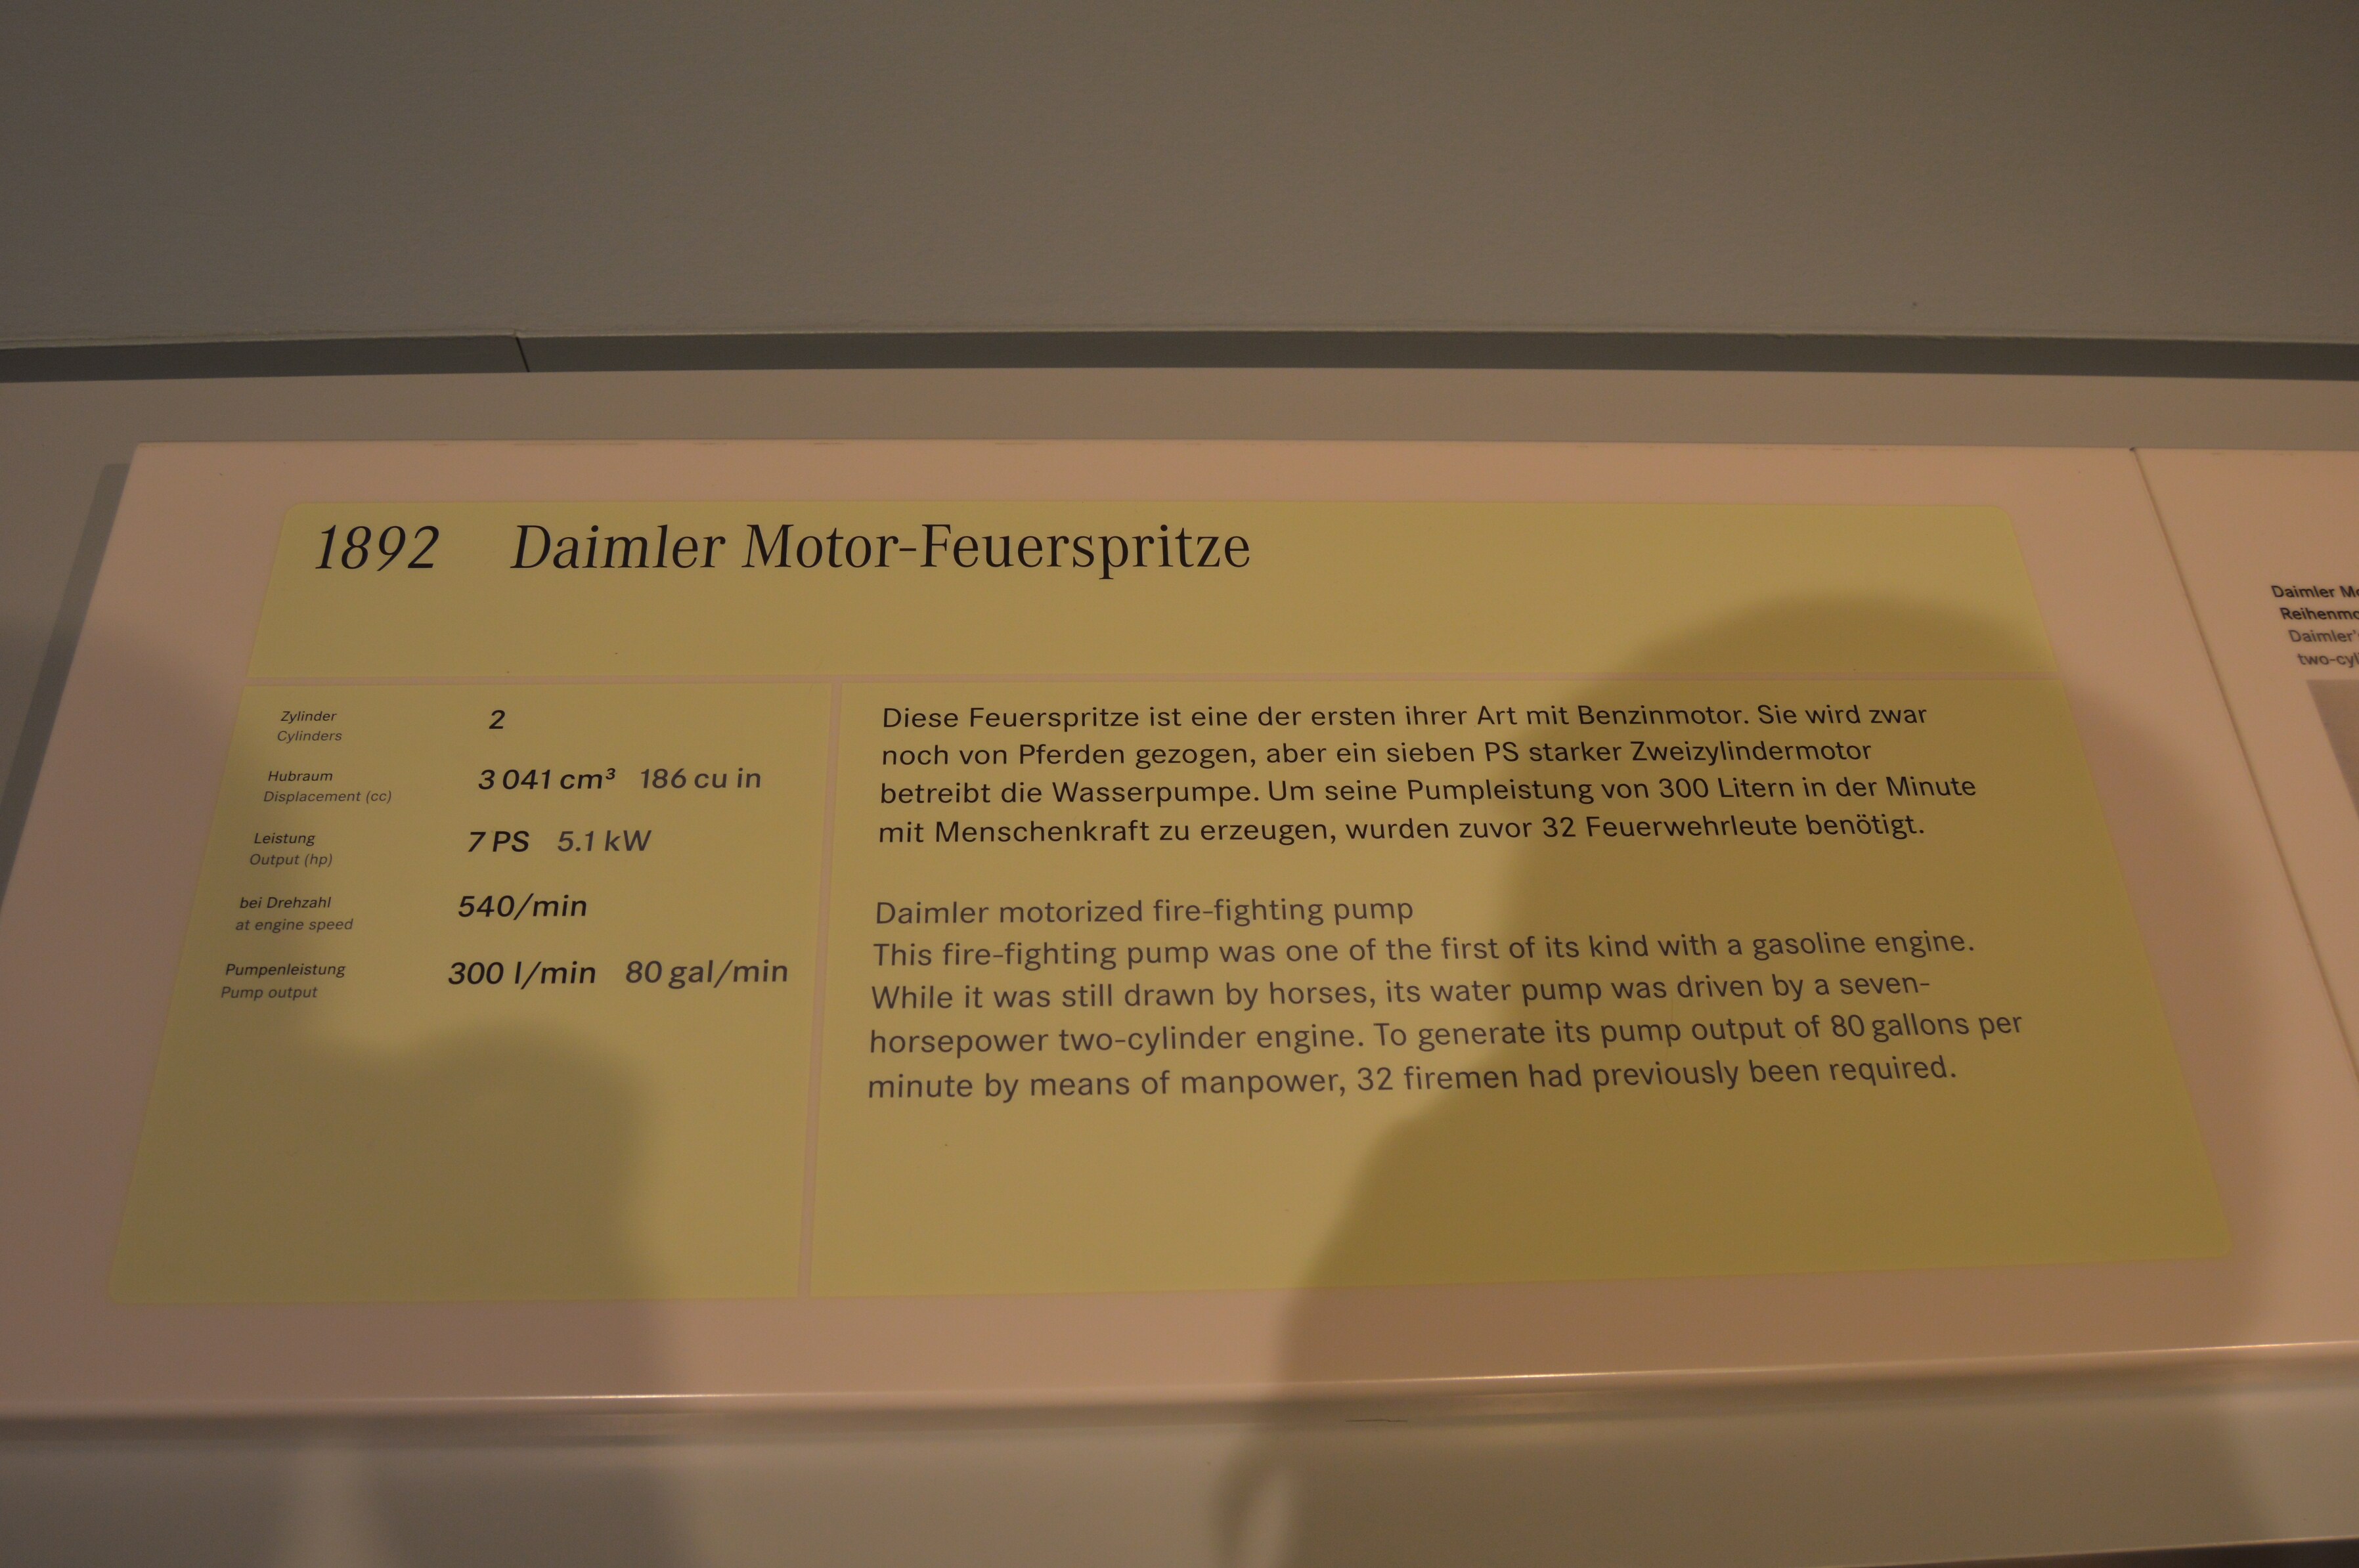 1892 Daimler Motor-Feuerspritze
Zylinder
Cylinders
2
Hubraum
Displacement (cc)
3 041 cm³ 186 cu in
Leistung
Output (hp)
7 PS 5.1 kW
bei Drehzahl
at engine speed
540/min
Pumpenleistung
Pump output
300 l/min 80 gal/min
Diese Feuerspritze ist eine der ersten ihrer Art mit Benzinmotor. Sie wird zwar
noch von Pferden gezogen, aber ein sieben PS starker Zweizylindermotor
betreibt die Wasserpumpe. Um seine Pumpleistung von 300 Litern in der Minute
mit Menschenkraft zu erzeugen, wurden zuvor 32 Feuerwehrleute benötigt.
Daimler motorized fire-fighting pump
This fire-fighting pump was one of the first of its kind with a gasoline engine.
While it was still drawn by horses, its water pump was driven by a seven-
horsepower two-cylinder engine. To generate its pump output of 80 gallons per
minute by means of manpower, 32 firemen had previously been required.
Daimler
Daimler's